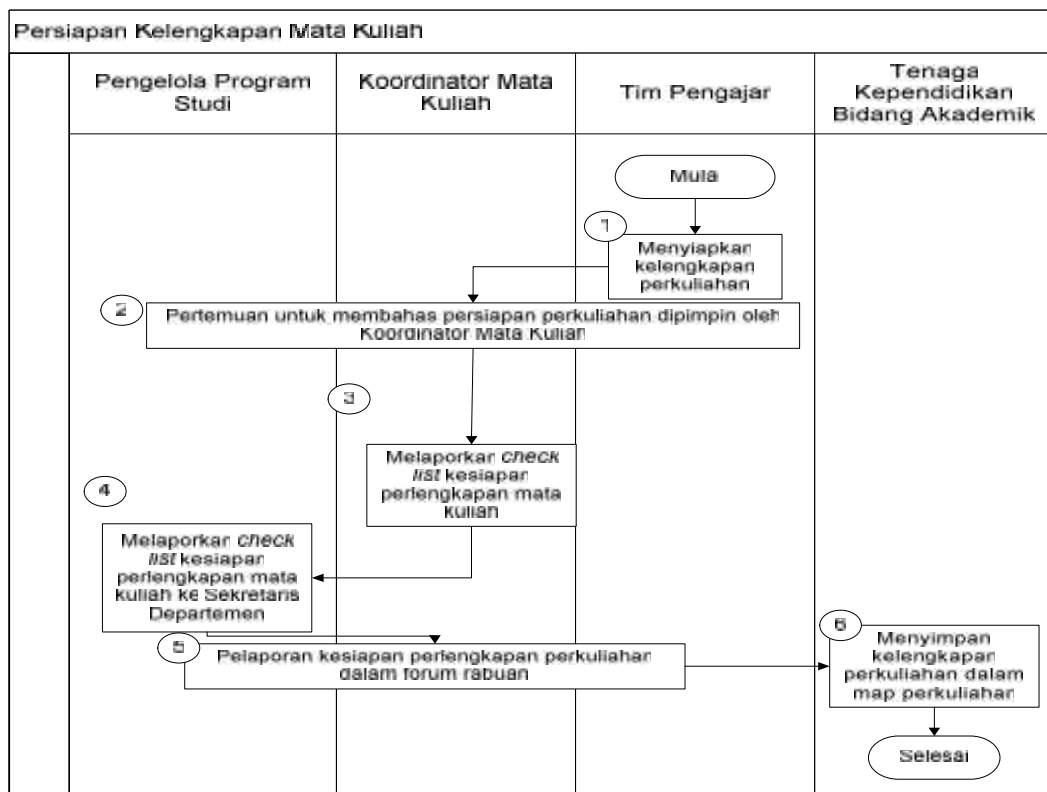 Persiapan Kelengkapan Mata Kuliah
Pengelola Program
Studi
Koordinator Mata
Kuliah
Tim Pengajar
Tenaga
Kependidikan
Bidang Akademik
Mulai
1
Menyiapkan
kelengkapan
perkuliahan
2
Pertemuan untuk membahas persiapan perkuliahan dipimpin oleh
Koordinator Mata Kuliah
3
Melaporkan check
list kesiapan
perlengkapan mata
kuliah
4
Melaporkan check
list kesiapan
perlengkapan mata
kuliah ke Sekretaris
Departemen
5
Pelaporan kesiapan perlengkapan perkuliahan
dalam forum rabuan
6
Menyimpan
kelengkapan
perkuliahan dalam
map perkuliahan
Selesai